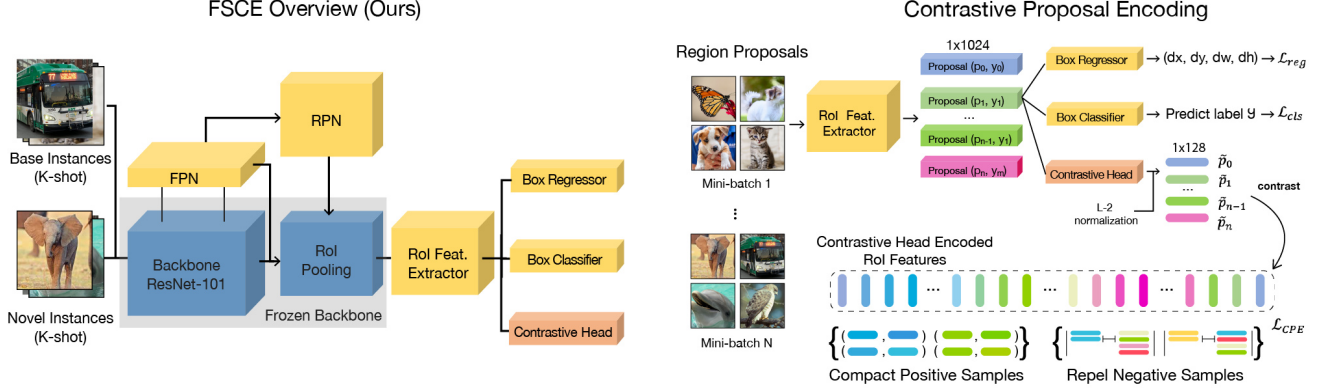 FSCE Overview (Ours)
Base Instances
(K-shot)
Novel Instances
(K-shot)
FPN
RPN
Backbone
ResNet-101
RoI
Pooling
Frozen Backbone
RoI Feat.
Extractor
Box Regressor
Box Classifier
Contrastive Head
Contrastive Proposal Encoding
Region Proposals
Mini-batch 1
⋮
Mini-batch N
RoI Feat.
Extractor
1x1024
Proposal (p₀, y₀)
Proposal (p₁, y₁)
...
Proposal (pₙ₋₁, y₁)
Proposal (pₙ, yₘ)
Box Regressor
(dx, dy, dw, dh) → ℒ_reg
Box Classifier
Predict label y → ℒ_cls
Contrastive Head
L-2
normalization
1x128
p̃₀
p̃₁
...
p̃ₙ₋₁
p̃ₙ
contrast
Contrastive Head Encoded
RoI Features
... ... ... ...
ℒ_CPE
{ ( , ) ( , ) }
( , ) ( , )
Compact Positive Samples
{ | | | | }
Repel Negative Samples